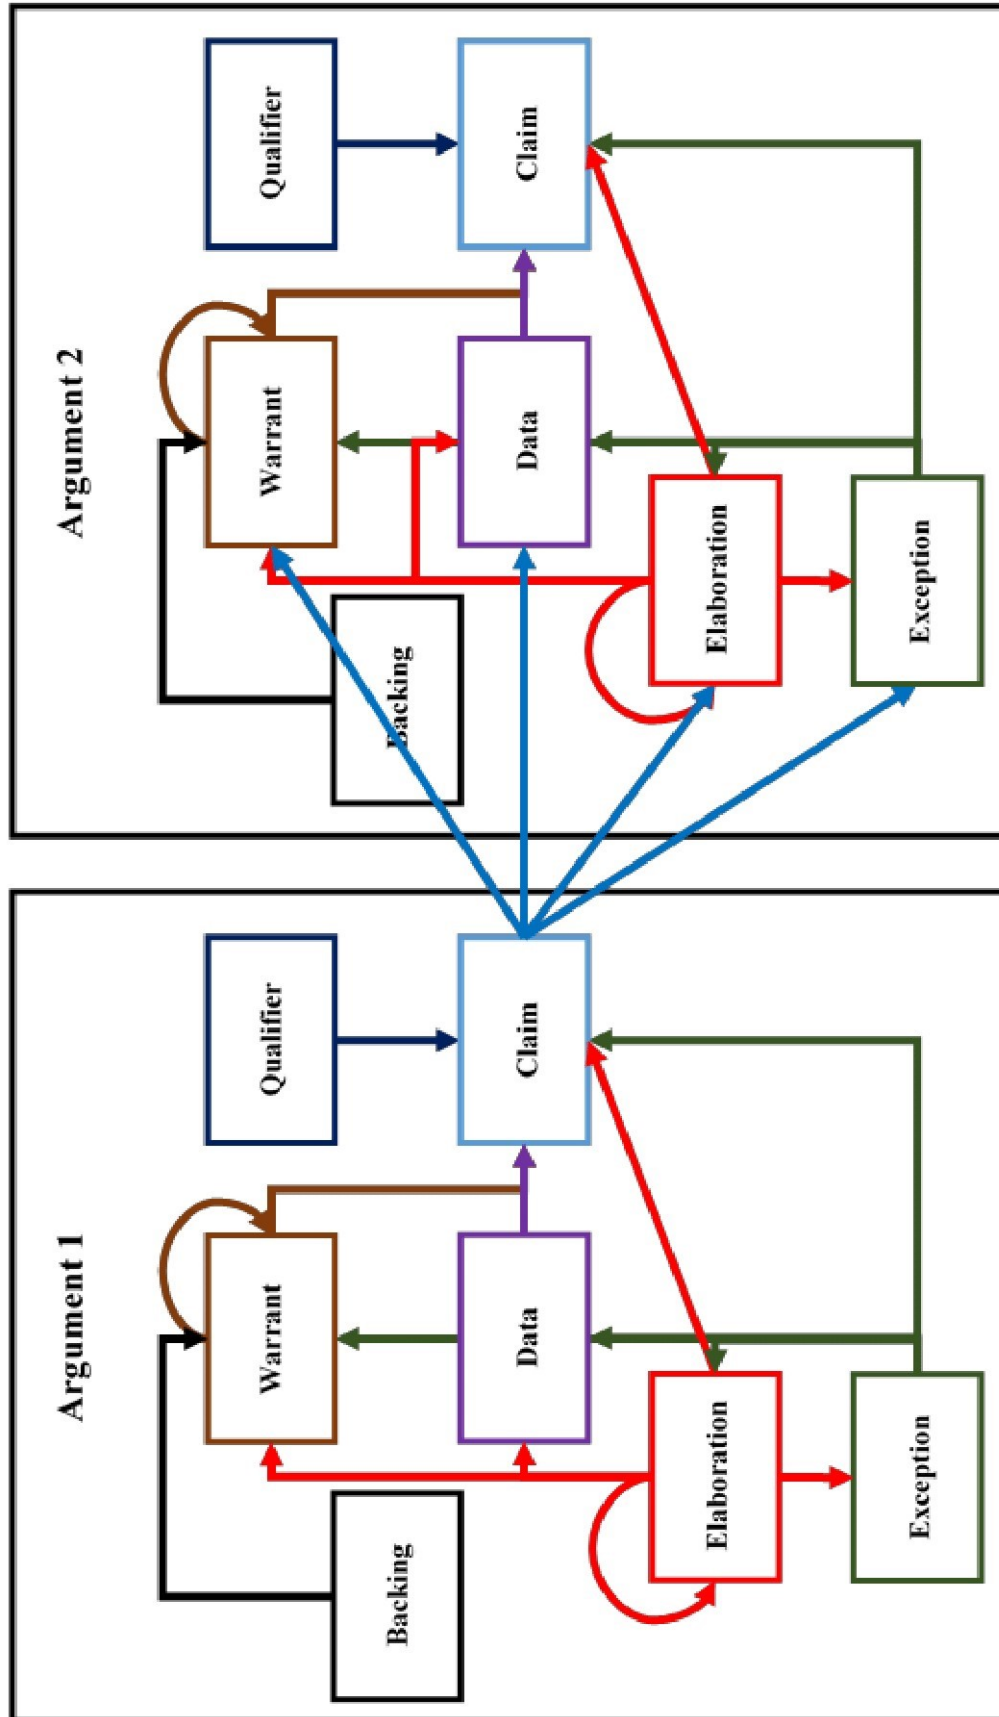 Argument 1
Backing
Warrant
Qualifier
Data
Claim
Elaboration
Exception
Argument 2
Backing
Warrant
Qualifier
Data
Claim
Elaboration
Exception